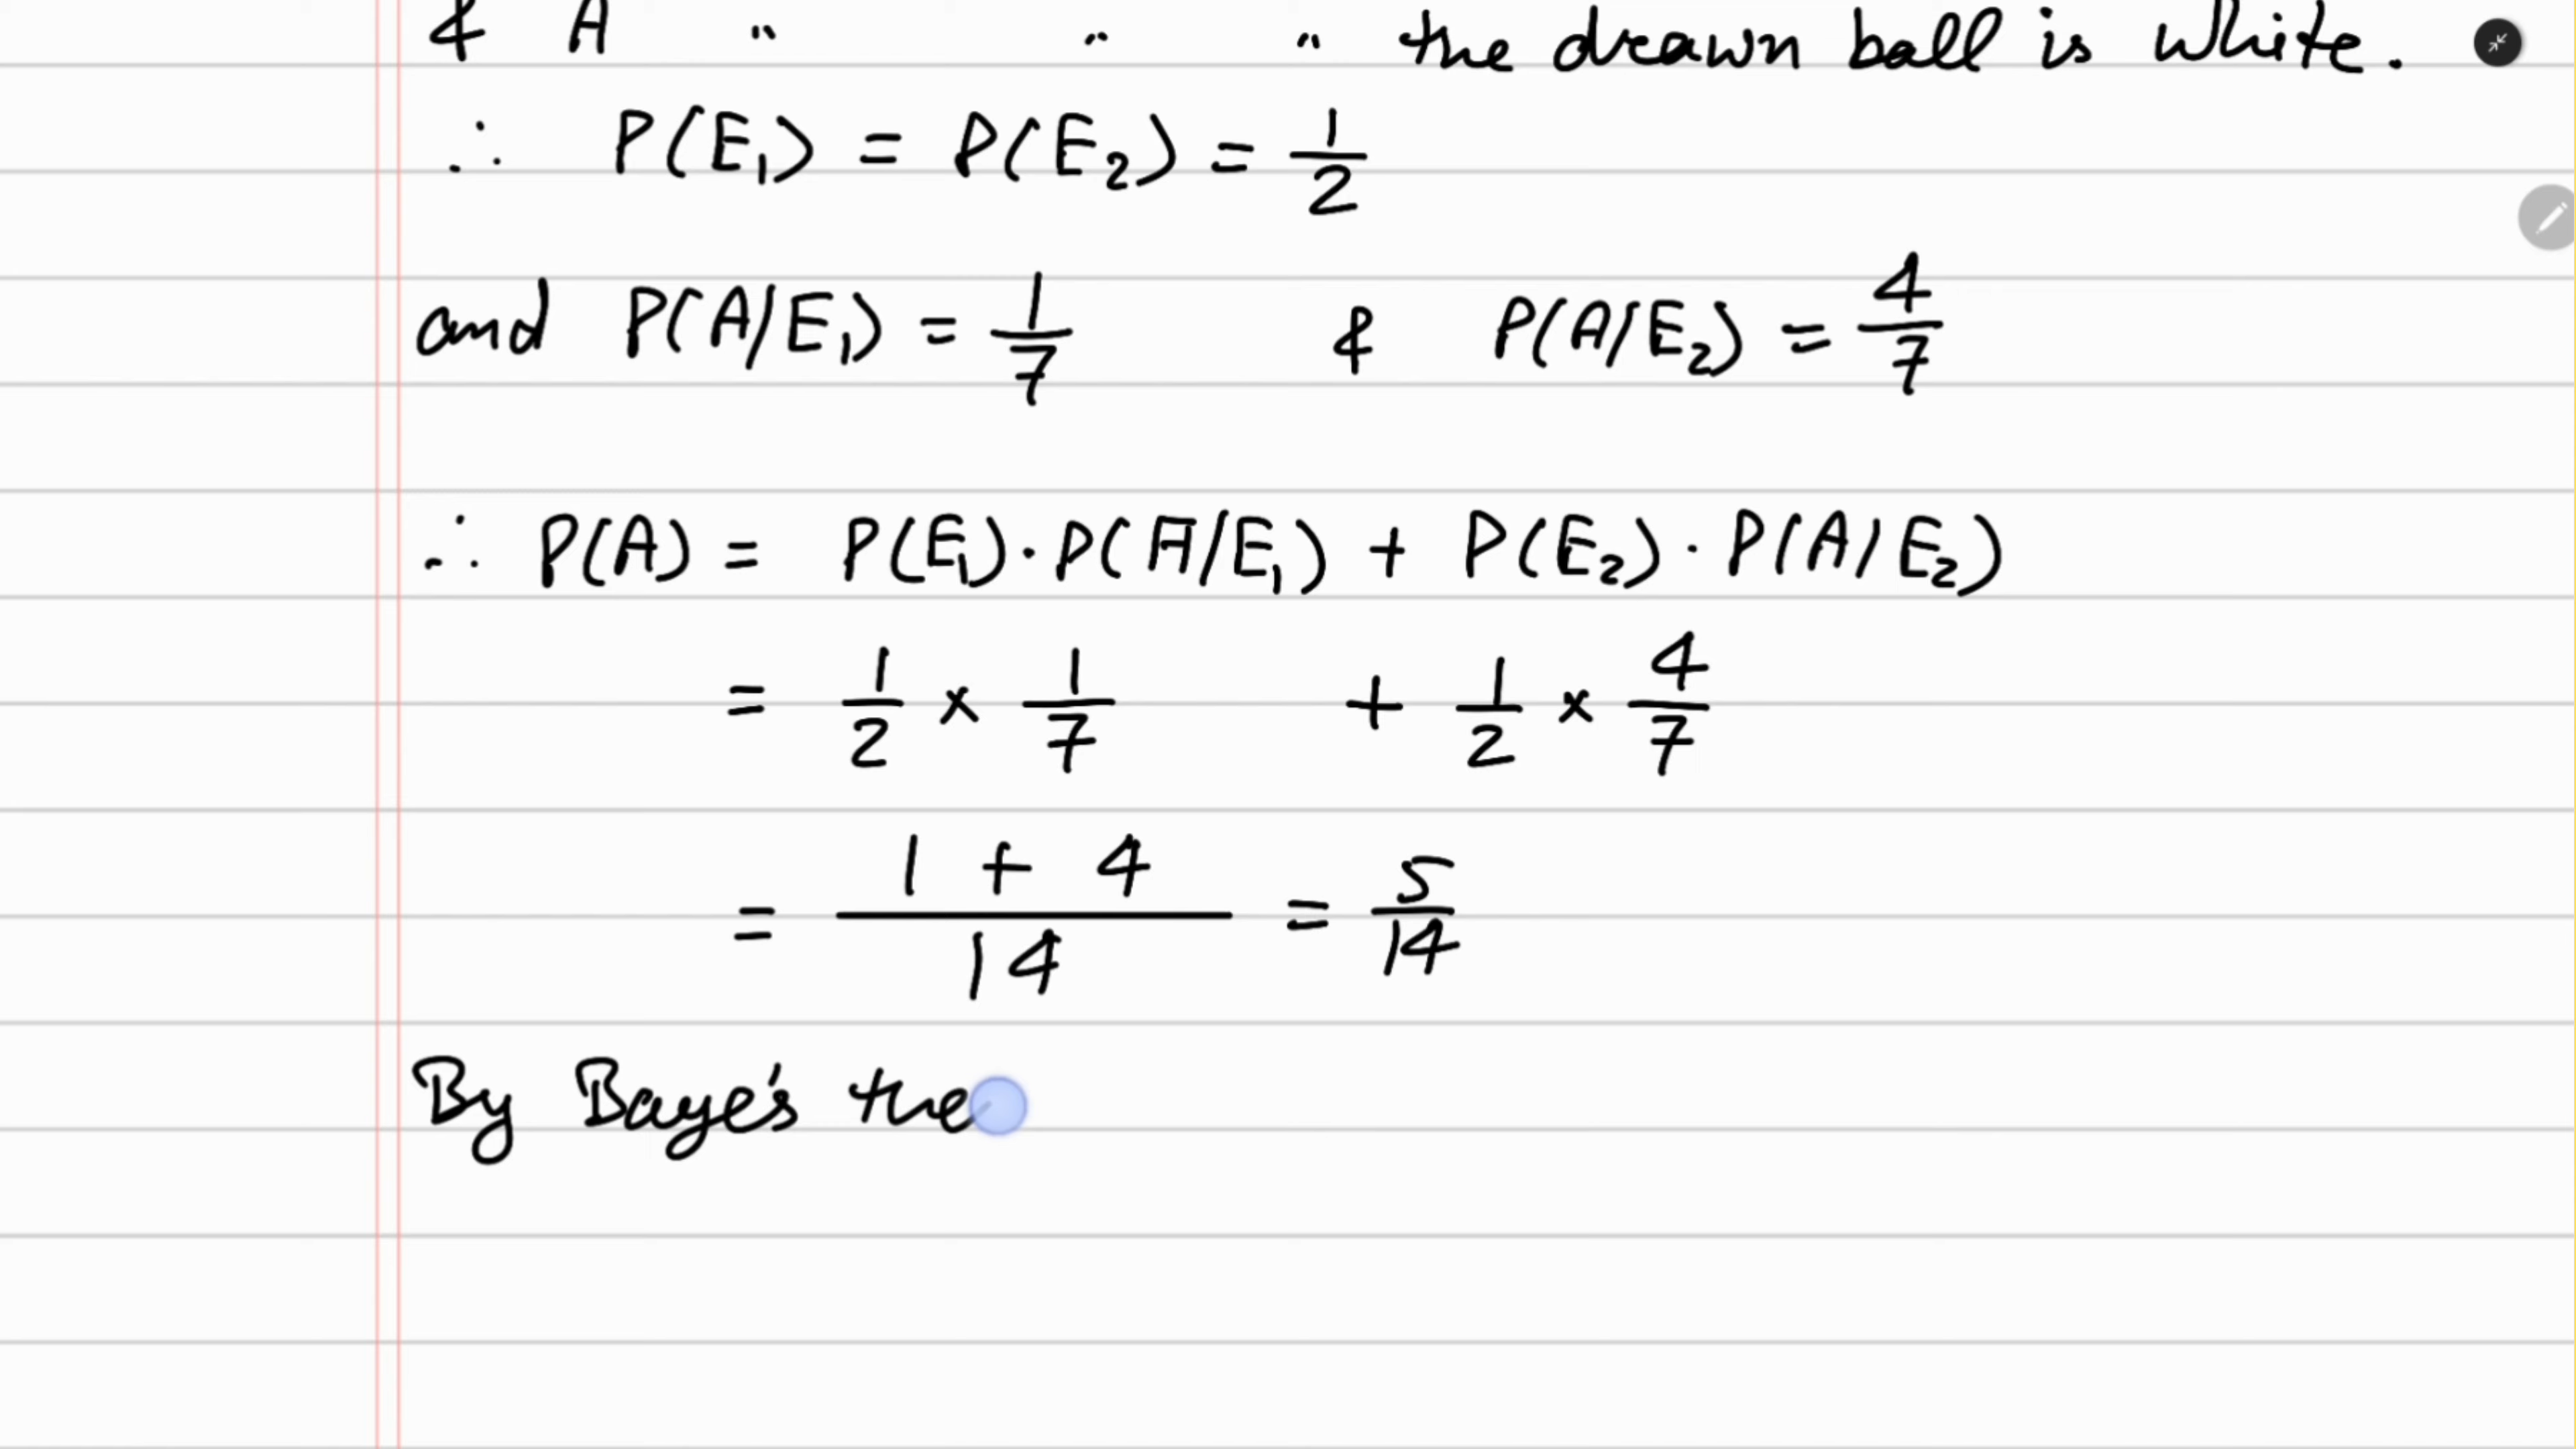 & A " " " the drawn ball is white.
∴ P(E₁) = P(E₂) = 1/2
and P(A/E₁) = 1/7 & P(A/E₂) = 4/7
∴ P(A) = P(E₁)·P(A/E₁) + P(E₂)·P(A/E₂)
= 1/2 × 1/7 + 1/2 × 4/7
= (1 + 4)/14 = 5/14
By Baye's the